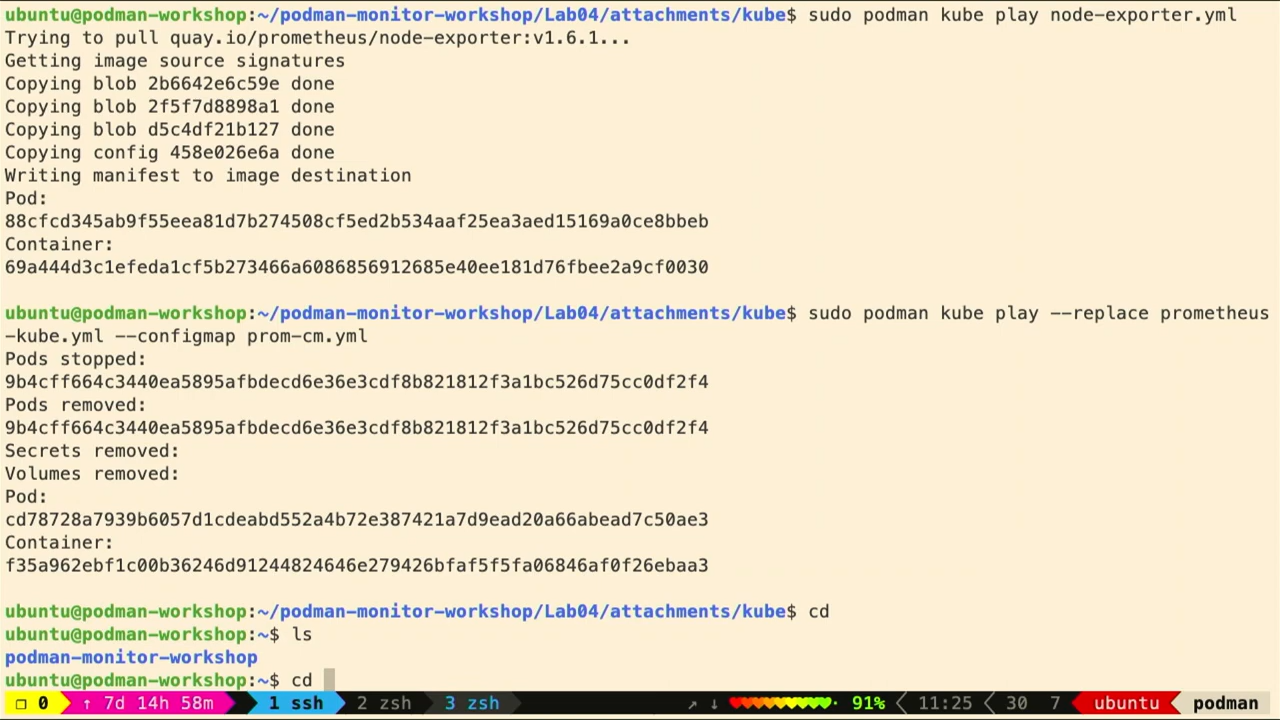 ubuntu@podman-workshop:~/podman-monitor-workshop/Lab04/attachments/kube$ sudo podman kube play node-exporter.yml
Trying to pull quay.io/prometheus/node-exporter:v1.6.1...
Getting image source signatures
Copying blob 2b6642e6c59e done
Copying blob 2f5f7d8898a1 done
Copying blob d5c4df21b127 done
Copying config 458e026e6a done
Writing manifest to image destination
Pod:
88cfcd345ab9f55eea81d7b274508cf5ed2b534aaf25ea3aed15169a0ce8bbeb
Container:
69a444d3c1efeda1cf5b273466a6086856912685e40ee181d76fbee2a9cf0030
ubuntu@podman-workshop:~/podman-monitor-workshop/Lab04/attachments/kube$ sudo podman kube play --replace prometheus
-kube.yml --configmap prom-cm.yml
Pods stopped:
9b4cff664c3440ea5895afbdecd6e36e3cdf8b821812f3a1bc526d75cc0df2f4
Pods removed:
9b4cff664c3440ea5895afbdecd6e36e3cdf8b821812f3a1bc526d75cc0df2f4
Secrets removed:
Volumes removed:
Pod:
cd78728a7939b6057d1cdeabd552a4b72e387421a7d9ead20a66abead7c50ae3
Container:
f35a962ebf1c00b36246d91244824646e279426bfaf5f5fa06846af0f26ebaa3
ubuntu@podman-workshop:~/podman-monitor-workshop/Lab04/attachments/kube$ cd
ubuntu@podman-workshop:~$ ls
podman-monitor-workshop
ubuntu@podman-workshop:~$ cd
❐ 0 ↑ 7d 14h 58m 1 ssh 2 zsh 3 zsh ↗ ↓ ♥♥♥♥♥♥♥♥♥· 91% 11:25 30 7 ubuntu podman